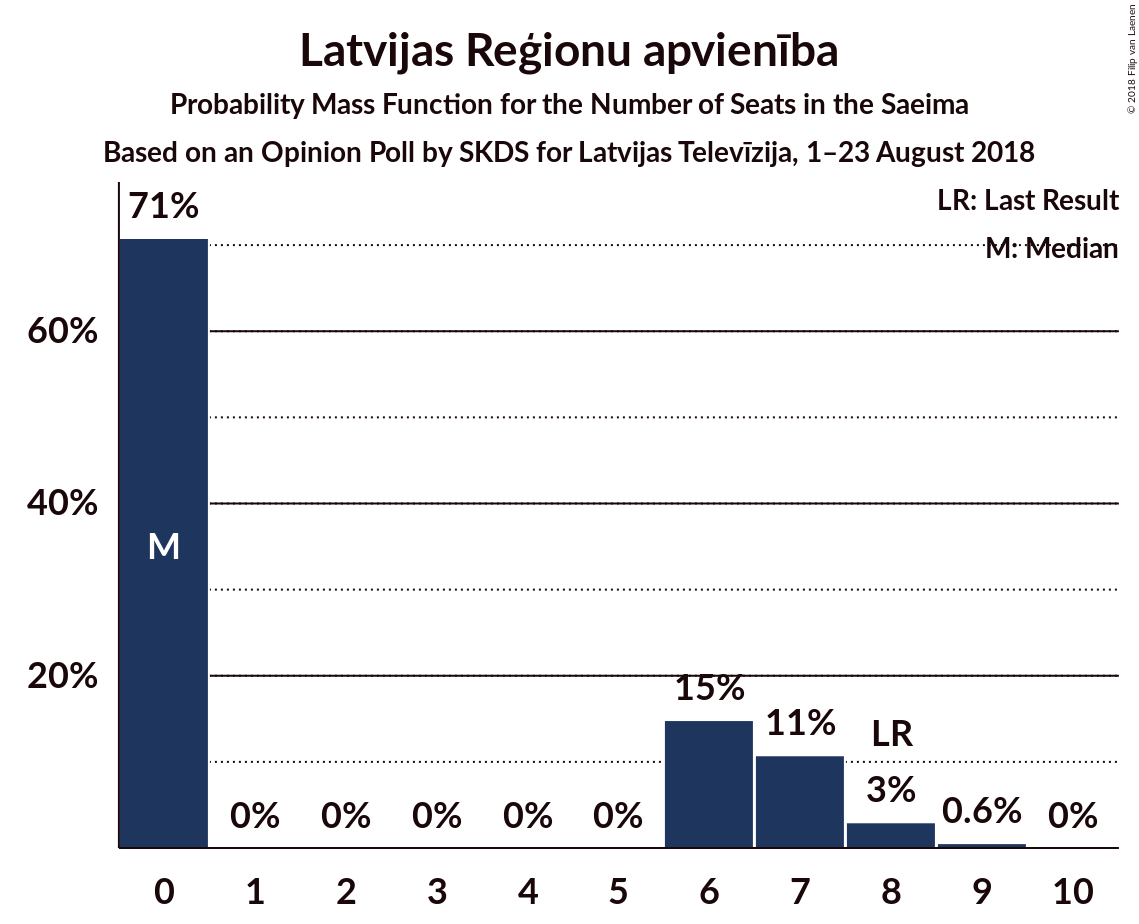 Latvijas Reģionu apvienība
Probability Mass Function for the Number of Seats in the Saeima
Based on an Opinion Poll by SKDS for Latvijas Televīzija, 1–23 August 2018
© 2018 Filip van Laenen
LR: Last Result
M: Median
71%
60%
40%
20%
M
0%
0%
0%
0%
0%
15%
11%
LR
3%
0.6%
0%
0 1 2 3 4 5 6 7 8 9 10